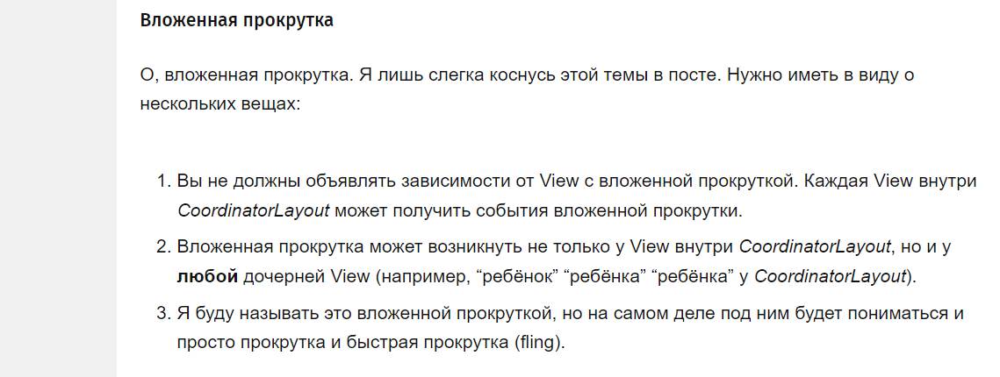 Вложенная прокрутка
О, вложенная прокрутка. Я лишь слегка коснусь этой темы в посте. Нужно иметь в виду о
нескольких вещах:
1. Вы не должны объявлять зависимости от View с вложенной прокруткой. Каждая View внутри
CoordinatorLayout может получить события вложенной прокрутки.
2. Вложенная прокрутка может возникнуть не только у View внутри CoordinatorLayout, но и у
любой дочерней View (например, “ребёнок” “ребёнка” “ребёнка” у CoordinatorLayout).
3. Я буду называть это вложенной прокруткой, но на самом деле под ним будет пониматься и
просто прокрутка и быстрая прокрутка (fling).